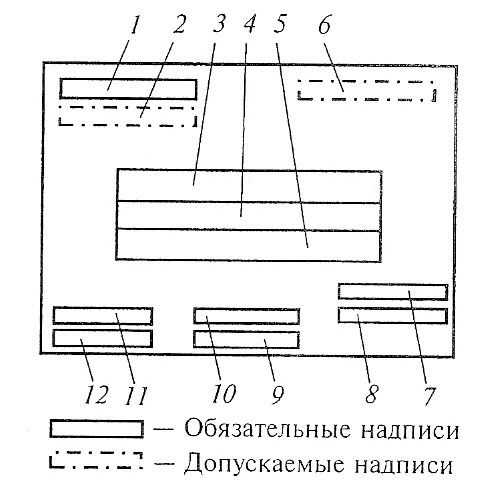 1 2 3 4 5 6
12 11 10 9 8 7
— Обязательные надписи
— Допускаемые надписи